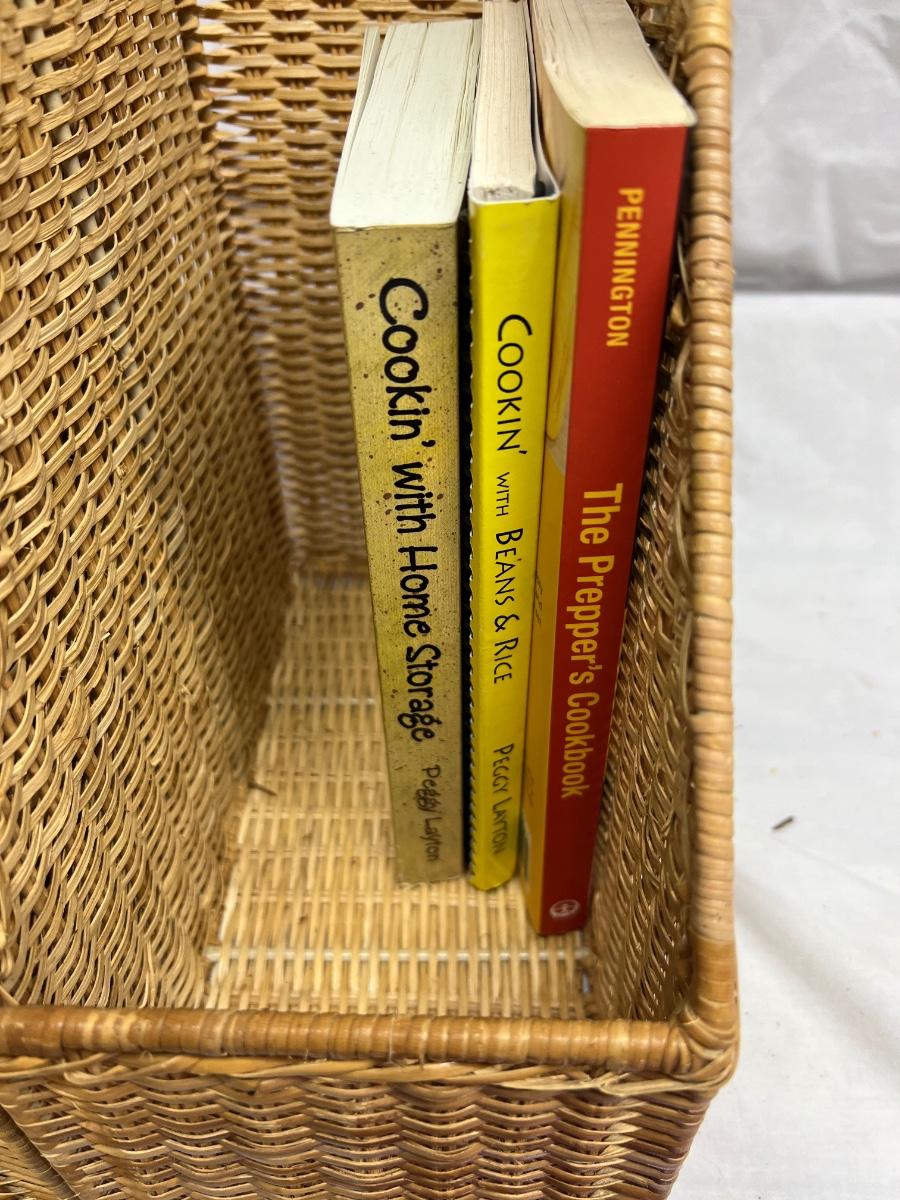 Cookin' with Home Storage Peggy Layton
COOKIN' WITH BEANS & RICE PEGGY LAYTON
PENNINGTON The Prepper's Cookbook